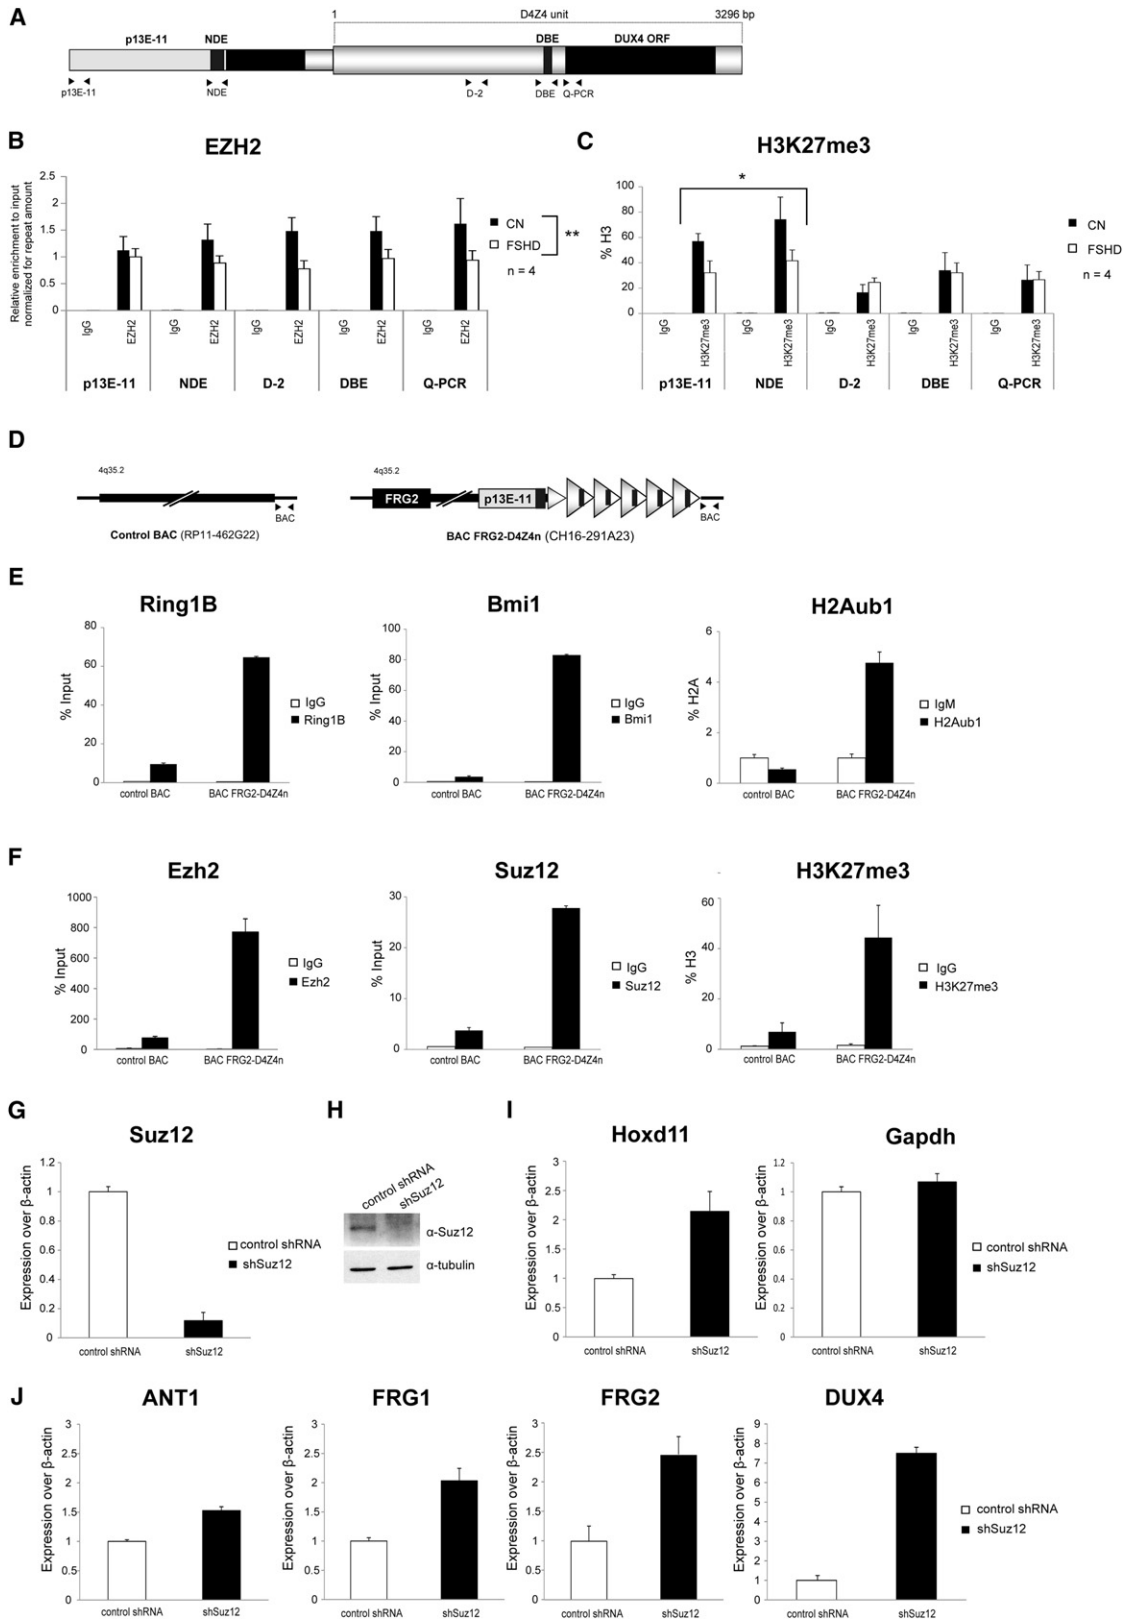 A
1 D4Z4 unit 3296 bp
p13E-11 NDE DBE DUX4 ORF
p13E-11 NDE D-2 DBE Q-PCR
B
EZH2
Relative enrichment to input
normalized for repeat amount
2.5
2
1.5
1
0.5
0
CN
FSHD
**
n = 4
IgG EZH2 IgG EZH2 IgG EZH2 IgG EZH2 IgG EZH2
p13E-11 NDE D-2 DBE Q-PCR
C
H3K27me3
*
% H3
100
80
60
40
20
0
CN
FSHD
n = 4
IgG H3K27me3 IgG H3K27me3 IgG H3K27me3 IgG H3K27me3 IgG H3K27me3
p13E-11 NDE D-2 DBE Q-PCR
D
4q35.2
BAC
Control BAC (RP11-462G22)
4q35.2
FRG2 p13E-11
BAC
BAC FRG2-D4Z4n (CH16-291A23)
E
Ring1B
% Input
80
60
40
20
0
IgG
Ring1B
control BAC BAC FRG2-D4Z4n
Bmi1
% Input
100
80
60
40
20
0
IgG
Bmi1
control BAC BAC FRG2-D4Z4n
H2Aub1
% H2A
6
4
2
0
IgM
H2Aub1
control BAC BAC FRG2-D4Z4n
F
Ezh2
% Input
1000
800
600
400
200
0
IgG
Ezh2
control BAC BAC FRG2-D4Z4n
Suz12
% Input
30
20
10
0
IgG
Suz12
control BAC BAC FRG2-D4Z4n
H3K27me3
% H3
60
40
20
0
IgG
H3K27me3
control BAC BAC FRG2-D4Z4n
G
Suz12
Expression over β-actin
1.2
1
0.8
0.6
0.4
0.2
0
control shRNA
shSuz12
control shRNA shSuz12
H
control shRNA
shSuz12
α-Suz12
α-tubulin
I
Hoxd11
Expression over β-actin
3
2.5
2
1.5
1
0.5
0
control shRNA shSuz12
Gapdh
Expression over β-actin
1.2
1
0.8
0.6
0.4
0.2
0
control shRNA
shSuz12
control shRNA shSuz12
J
ANT1
Expression over β-actin
3
2.5
2
1.5
1
0.5
0
control shRNA shSuz12
FRG1
Expression over β-actin
3
2.5
2
1.5
1
0.5
0
control shRNA shSuz12
FRG2
Expression over β-actin
3
2.5
2
1.5
1
0.5
0
control shRNA shSuz12
DUX4
Expression over β-actin
9
8
7
6
5
4
3
2
1
0
control shRNA
shSuz12
control shRNA shSuz12